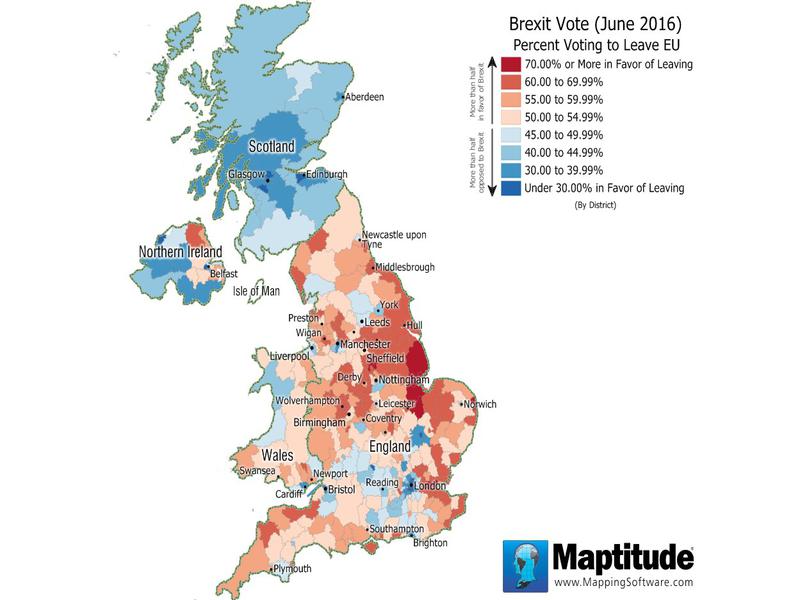 Brexit Vote (June 2016)
Percent Voting to Leave EU
More than half
in favor of Brexit
70.00% or More in Favor of Leaving
60.00 to 69.99%
55.00 to 59.99%
50.00 to 54.99%
More than half
opposed to Brexit
45.00 to 49.99%
40.00 to 44.99%
30.00 to 39.99%
Under 30.00% in Favor of Leaving
(By District)
Aberdeen
Scotland
Glasgow
Edinburgh
Newcastle upon
Tyne
Northern Ireland
Belfast
Middlesbrough
Isle of Man
York
Preston
Leeds
Hull
Wigan
Manchester
Liverpool
Sheffield
Derby
Nottingham
Wolverhampton
Leicester
Norwich
Birmingham
Coventry
England
Wales
Swansea
Newport
Reading
London
Cardiff
Bristol
Southampton
Brighton
Plymouth
Maptitude
www.MappingSoftware.com